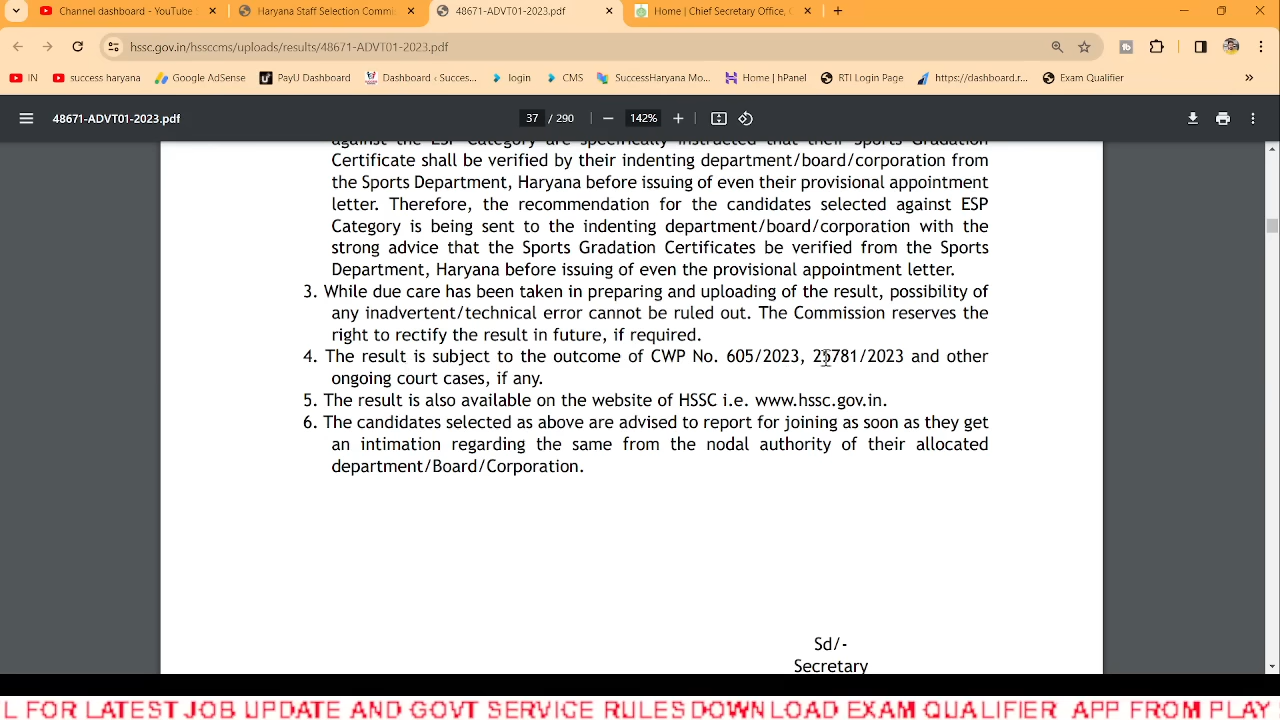 Channel dashboard - YouTube
Haryana Staff Selection Commi
48671-ADVT01-2023.pdf
Home | Chief Secretary Office,
hssc.gov.in/hssccms/uploads/results/48671-ADVT01-2023.pdf
IN
success haryana
Google AdSense
PayU Dashboard
Dashboard ‹ Succes...
login
CMS
SuccessHaryana Mo...
Home | hPanel
RTI Login Page
https://dashboard.r...
Exam Qualifier
»
48671-ADVT01-2023.pdf
37 / 290
142%
against the ESP Category are specifically instructed that their Sports Gradation
Certificate shall be verified by their indenting department/board/corporation from
the Sports Department, Haryana before issuing of even their provisional appointment
letter. Therefore, the recommendation for the candidates selected against ESP
Category is being sent to the indenting department/board/corporation with the
strong advice that the Sports Gradation Certificates be verified from the Sports
Department, Haryana before issuing of even the provisional appointment letter.
3. While due care has been taken in preparing and uploading of the result, possibility of
any inadvertent/technical error cannot be ruled out. The Commission reserves the
right to rectify the result in future, if required.
4. The result is subject to the outcome of CWP No. 605/2023, and other
ongoing court cases, if any.
5. The result is also available on the website of HSSC i.e. www.hssc.gov.in.
6. The candidates selected as above are advised to report for joining as soon as they get
an intimation regarding the same from the nodal authority of their allocated
department/Board/Corporation.
Sd/-
Secretary
L FOR LATEST JOB UPDATE AND GOVT SERVICE RULES DOWNLOAD EXAM QUALIFIER APP FROM PLAY